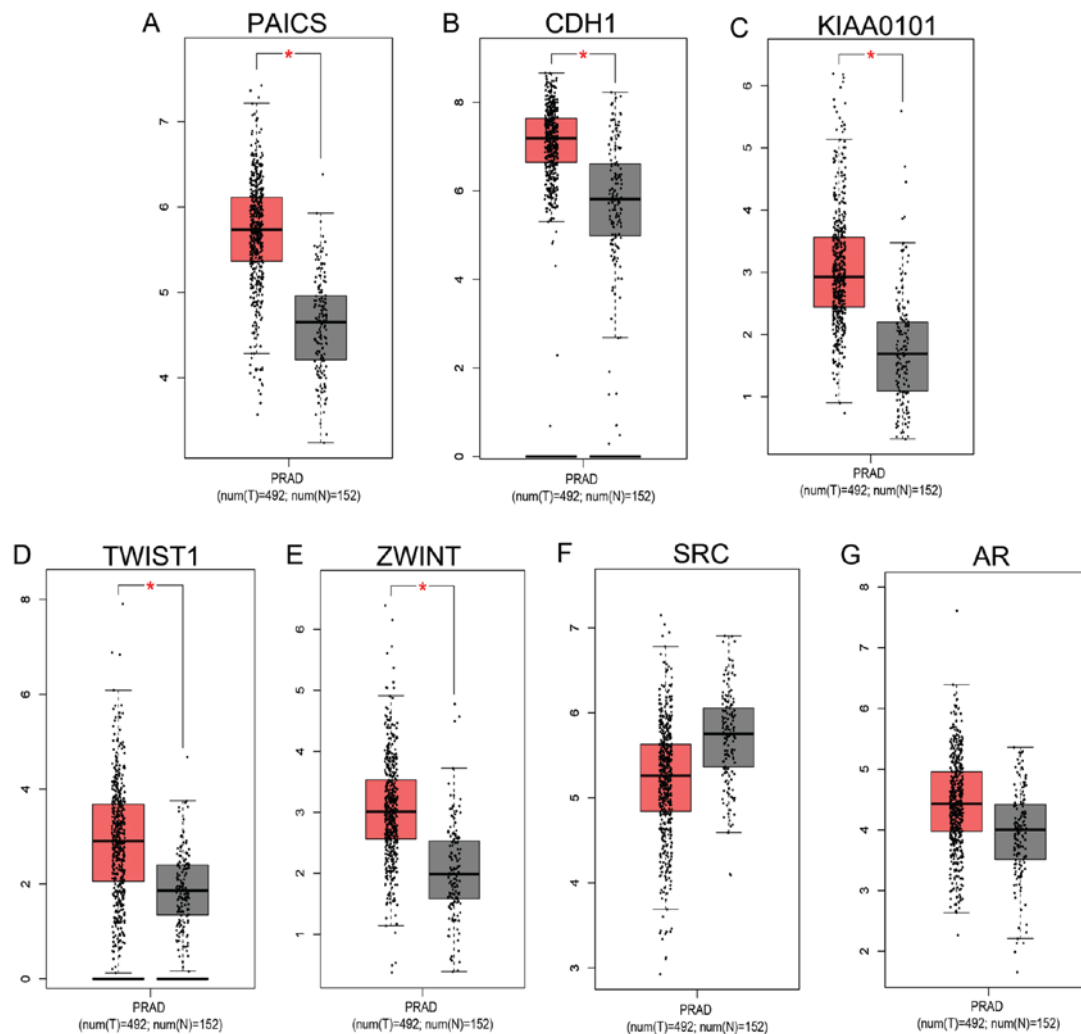 A PAICS
7
6
5
4
*
PRAD
(num(T)=492; num(N)=152)
B CDH1
8
6
4
2
0
*
PRAD
(num(T)=492; num(N)=152)
C KIAA0101
6
5
4
3
2
1
*
PRAD
(num(T)=492; num(N)=152)
D TWIST1
8
6
4
2
0
*
PRAD
(num(T)=492; num(N)=152)
E ZWINT
6
5
4
3
2
1
*
PRAD
(num(T)=492; num(N)=152)
F SRC
7
6
5
4
3
PRAD
(num(T)=492; num(N)=152)
G AR
8
7
6
5
4
3
2
PRAD
(num(T)=492; num(N)=152)